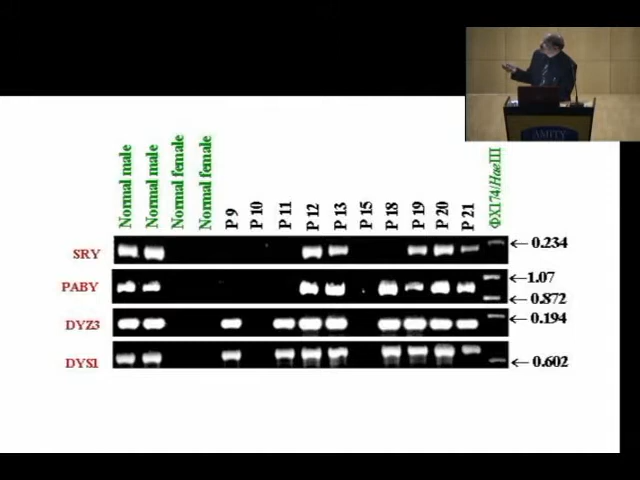 AMITY
Normal male
Normal male
Normal female
Normal female
P 9
P 10
P 11
P 12
P 13
P 15
P 18
P 19
P 20
P 21
ΦX174/HaeIII
SRY
0.234
PABY
1.07
0.872
DYZ3
0.194
DYS1
0.602